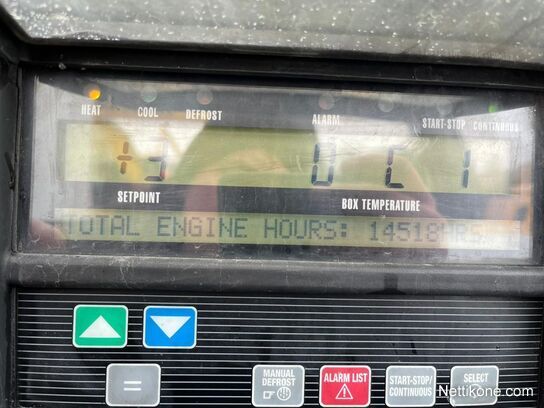 HEAT COOL DEFROST ALARM START-STOP CONTINUOUS
+3
SETPOINT BOX TEMPERATURE
TOTAL ENGINE HOURS: 14518HRS
MANUAL DEFROST
ALARM LIST
START-STOP/ CONTINUOUS
SELECT
=
Nettikone.com